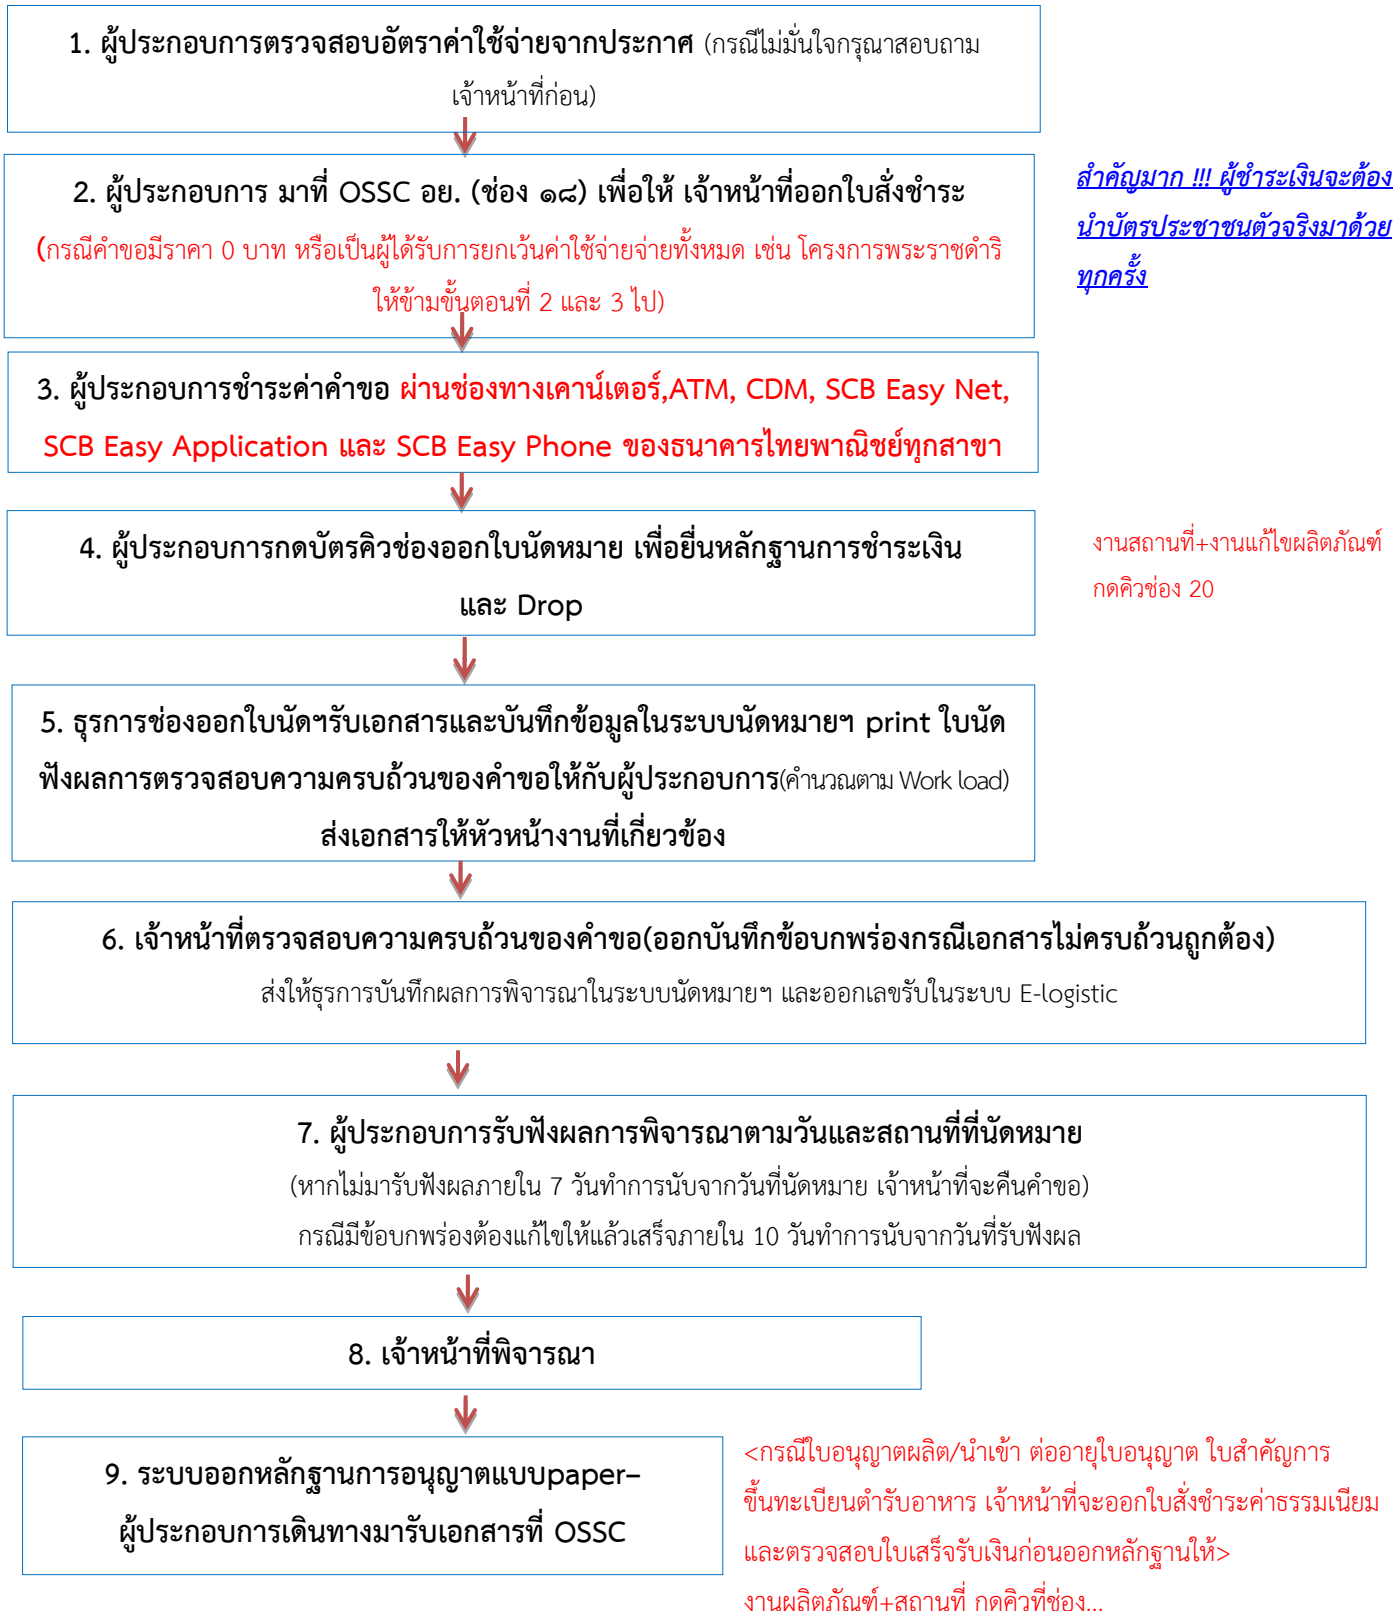 1. ผู้ประกอบการตรวจสอบอัตราค่าใช้จ่ายจากประกาศ (กรณีไม่มั่นใจกรุณาสอบถาม
เจ้าหน้าที่ก่อน)
2. ผู้ประกอบการ มาที่ OSSC อย. (ช่อง ๑๘) เพื่อให้ เจ้าหน้าที่ออกใบสั่งชำระ
(กรณีคำขอมีราคา 0 บาท หรือเป็นผู้ได้รับการยกเว้นค่าใช้จ่ายจ่ายทั้งหมด เช่น โครงการพระราชดำริ
ให้ข้ามขั้นตอนที่ 2 และ 3 ไป)
สำคัญมาก !!! ผู้ชำระเงินจะต้อง
นำบัตรประชาชนตัวจริงมาด้วย
ทุกครั้ง
3. ผู้ประกอบการชำระค่าคำขอ ผ่านช่องทางเคาน์เตอร์,ATM, CDM, SCB Easy Net,
SCB Easy Application และ SCB Easy Phone ของธนาคารไทยพาณิชย์ทุกสาขา
4. ผู้ประกอบการกดบัตรคิวช่องออกใบนัดหมาย เพื่อยื่นหลักฐานการชำระเงิน
และ Drop
งานสถานที่+งานแก้ไขผลิตภัณฑ์
กดคิวช่อง 20
5. ธุรการช่องออกใบนัดฯรับเอกสารและบันทึกข้อมูลในระบบนัดหมายฯ print ใบนัด
ฟังผลการตรวจสอบความครบถ้วนของคำขอให้กับผู้ประกอบการ(คำนวณตาม Work load)
ส่งเอกสารให้หัวหน้างานที่เกี่ยวข้อง
6. เจ้าหน้าที่ตรวจสอบความครบถ้วนของคำขอ(ออกบันทึกข้อบกพร่องกรณีเอกสารไม่ครบถ้วนถูกต้อง)
ส่งให้ธุรการบันทึกผลการพิจารณาในระบบนัดหมายฯ และออกเลขรับในระบบ E-logistic
7. ผู้ประกอบการรับฟังผลการพิจารณาตามวันและสถานที่ที่นัดหมาย
(หากไม่มารับฟังผลภายใน 7 วันทำการนับจากวันที่นัดหมาย เจ้าหน้าที่จะคืนคำขอ)
กรณีมีข้อบกพร่องต้องแก้ไขให้แล้วเสร็จภายใน 10 วันทำการนับจากวันที่รับฟังผล
8. เจ้าหน้าที่พิจารณา
9. ระบบออกหลักฐานการอนุญาตแบบpaper–
ผู้ประกอบการเดินทางมารับเอกสารที่ OSSC
<กรณีใบอนุญาตผลิต/นำเข้า ต่ออายุใบอนุญาต ใบสำคัญการ
ขึ้นทะเบียนตำรับอาหาร เจ้าหน้าที่จะออกใบสั่งชำระค่าธรรมเนียม
และตรวจสอบใบเสร็จรับเงินก่อนออกหลักฐานให้>
งานผลิตภัณฑ์+สถานที่ กดคิวที่ช่อง...